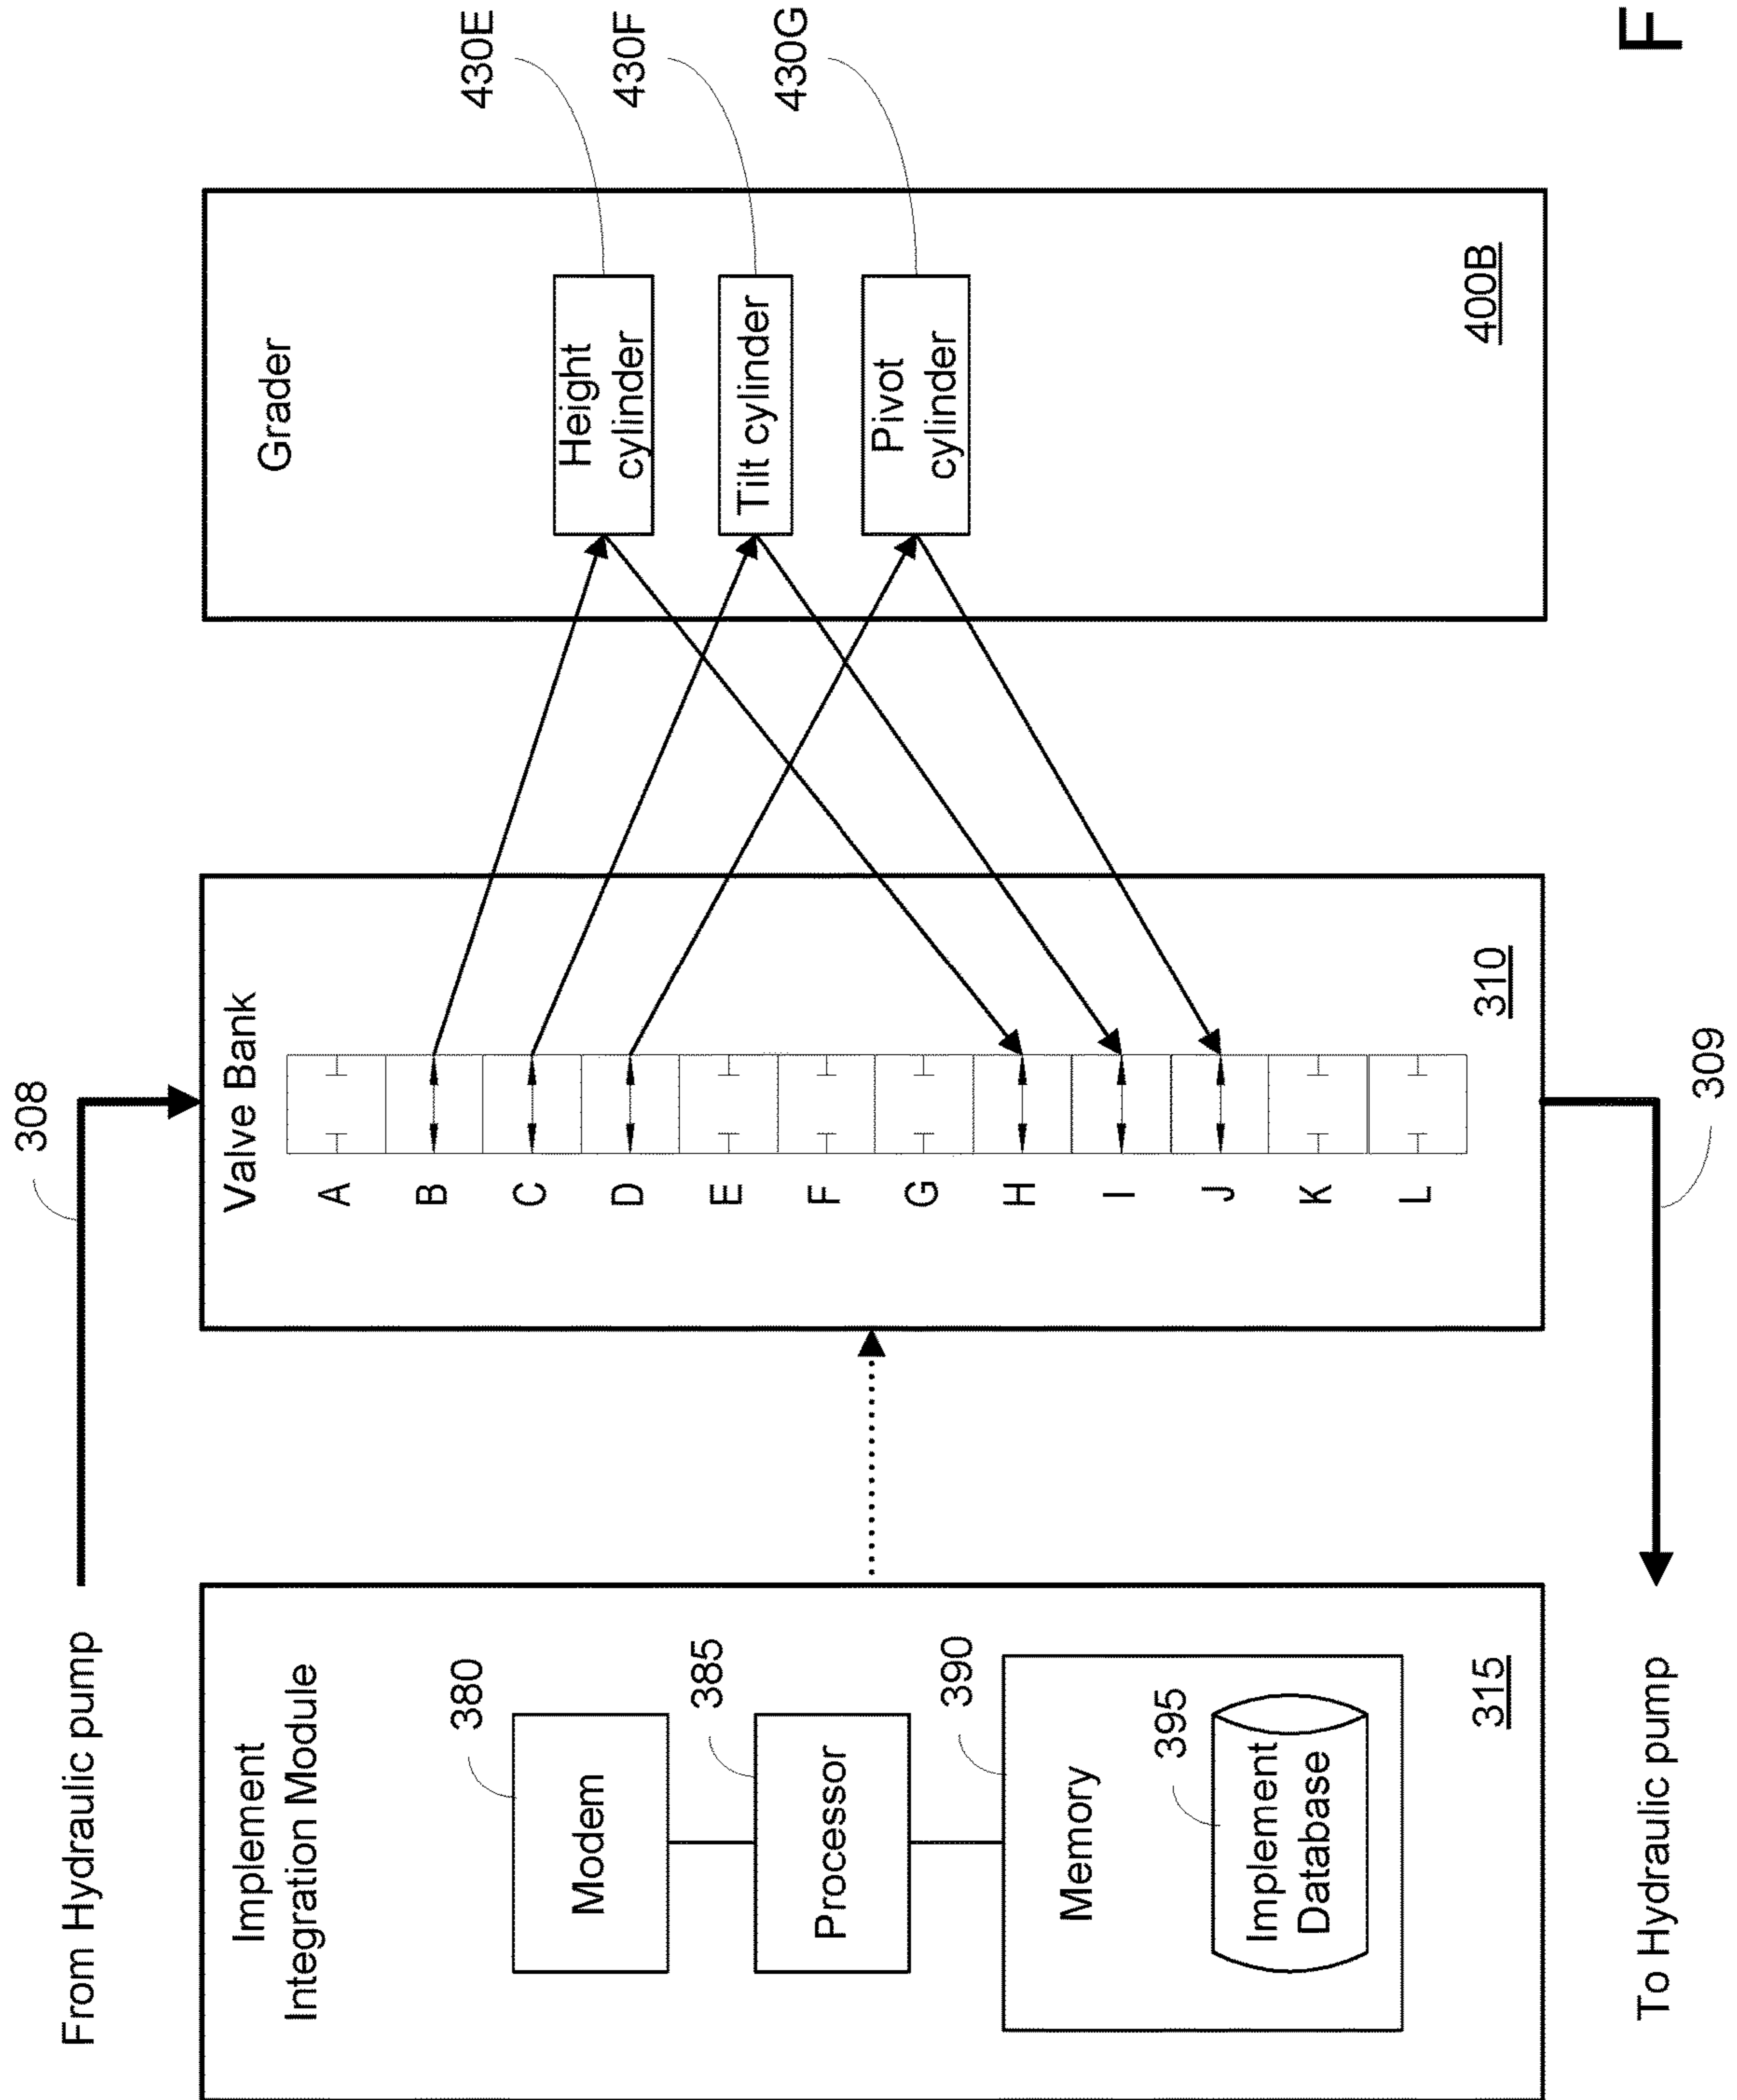 From Hydraulic pump
308
Implement
Integration Module
380
Modem
385
Processor
390
Memory
395
Implement
Database
315
Valve Bank
A
B
C
D
E
F
G
H
I
J
K
L
310
Grader
Height
cylinder
Tilt cylinder
Pivot
cylinder
400B
430E
430F
430G
To Hydraulic pump
309
F